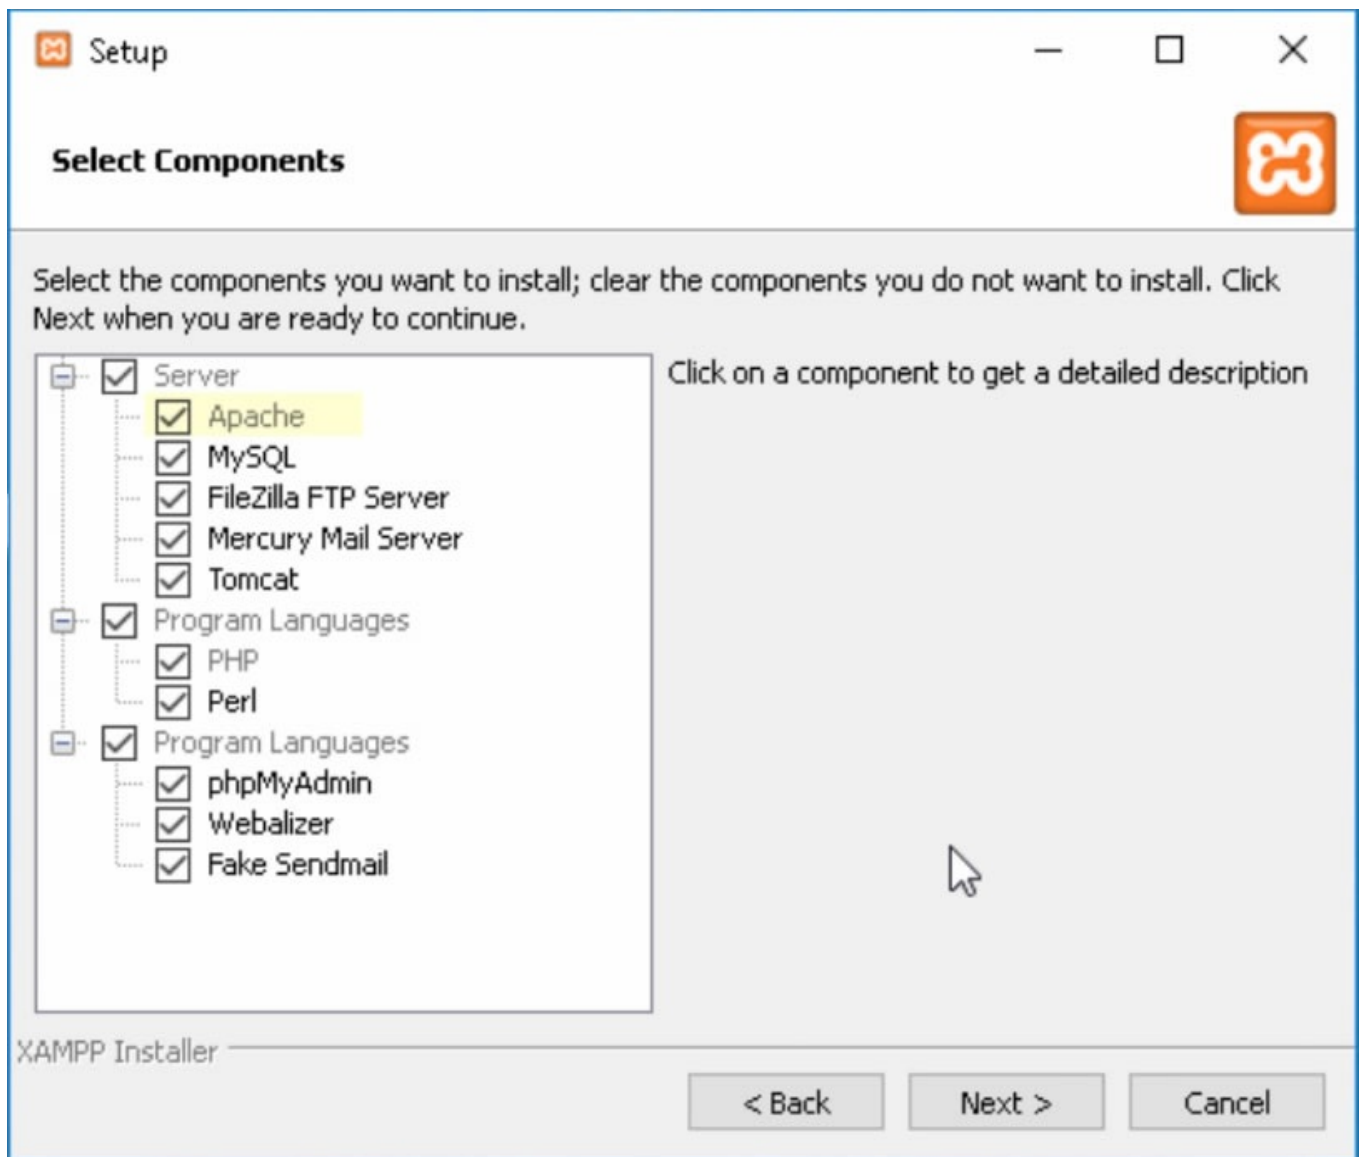 Setup
Select Components
Select the components you want to install; clear the components you do not want to install. Click
Next when you are ready to continue.
Server
Apache
MySQL
FileZilla FTP Server
Mercury Mail Server
Tomcat
Program Languages
PHP
Perl
Program Languages
phpMyAdmin
Webalizer
Fake Sendmail
Click on a component to get a detailed description
XAMPP Installer
< Back
Next >
Cancel